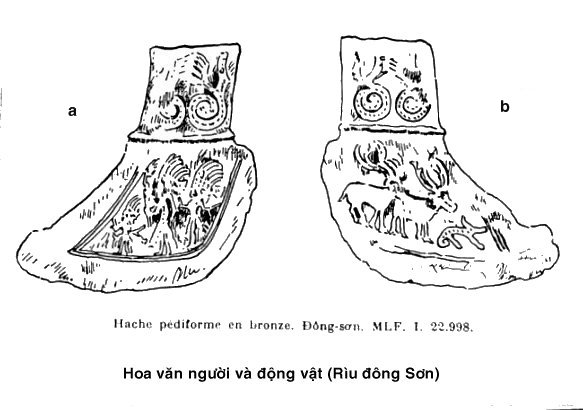 a
b
Hache pédiforme en bronze. Đông-sơn. MLF. I. 22.998.
Hoa văn người và động vật (Rìu đông Sơn)